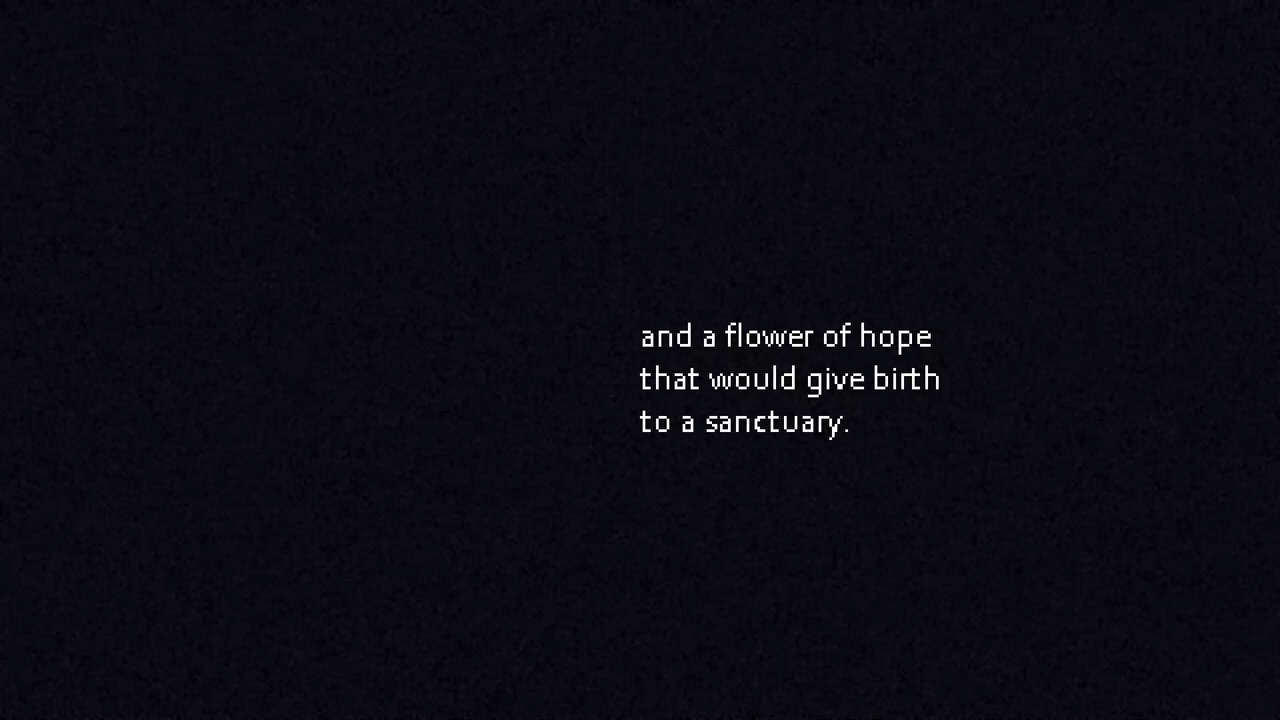 and a flower of hope
that would give birth
to a sanctuary.